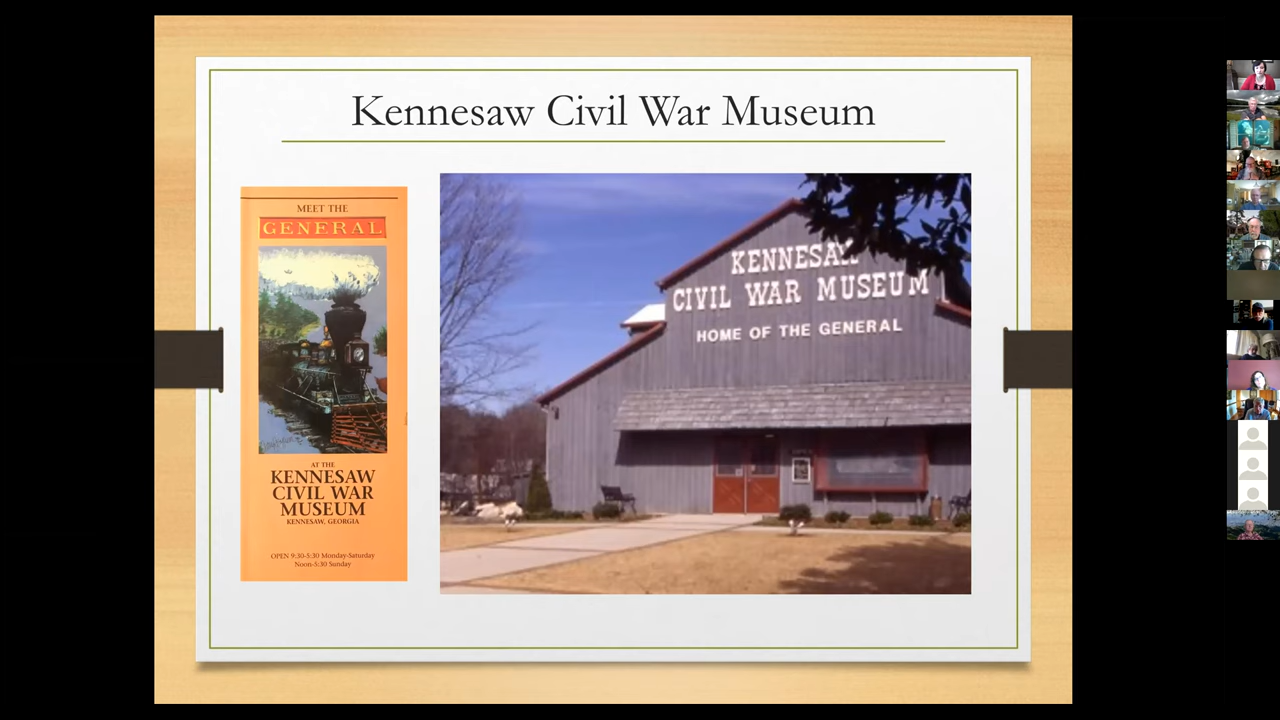 Kennesaw Civil War Museum
MEET THE
GENERAL
AT THE
KENNESAW
CIVIL WAR
MUSEUM
KENNESAW, GEORGIA
OPEN 9:30-5:30 Monday-Saturday
Noon-5:30 Sunday
KENNESAW
CIVIL WAR MUSEUM
HOME OF THE GENERAL